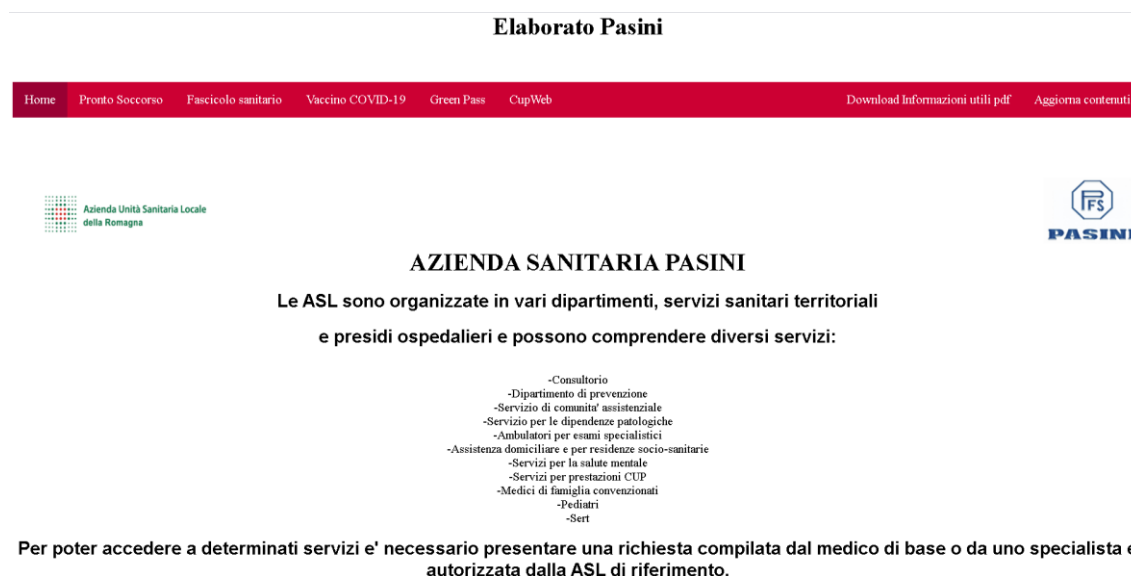 Elaborato Pasini
Home Pronto Soccorso Fascicolo sanitario Vaccino COVID-19 Green Pass CupWeb Download Informazioni utili pdf Aggiorna contenuti
Azienda Unità Sanitaria Locale
della Romagna
PFS
PASINI
AZIENDA SANITARIA PASINI
Le ASL sono organizzate in vari dipartimenti, servizi sanitari territoriali
e presidi ospedalieri e possono comprendere diversi servizi:
-Consultorio
-Dipartimento di prevenzione
-Servizio di comunita' assistenziale
-Servizio per le dipendenze patologiche
-Ambulatori per esami specialistici
-Assistenza domiciliare e per residenze socio-sanitarie
-Servizi per la salute mentale
-Servizi per prestazioni CUP
-Medici di famiglia convenzionati
-Pediatri
-Sert
Per poter accedere a determinati servizi e' necessario presentare una richiesta compilata dal medico di base o da uno specialista e
autorizzata dalla ASL di riferimento.